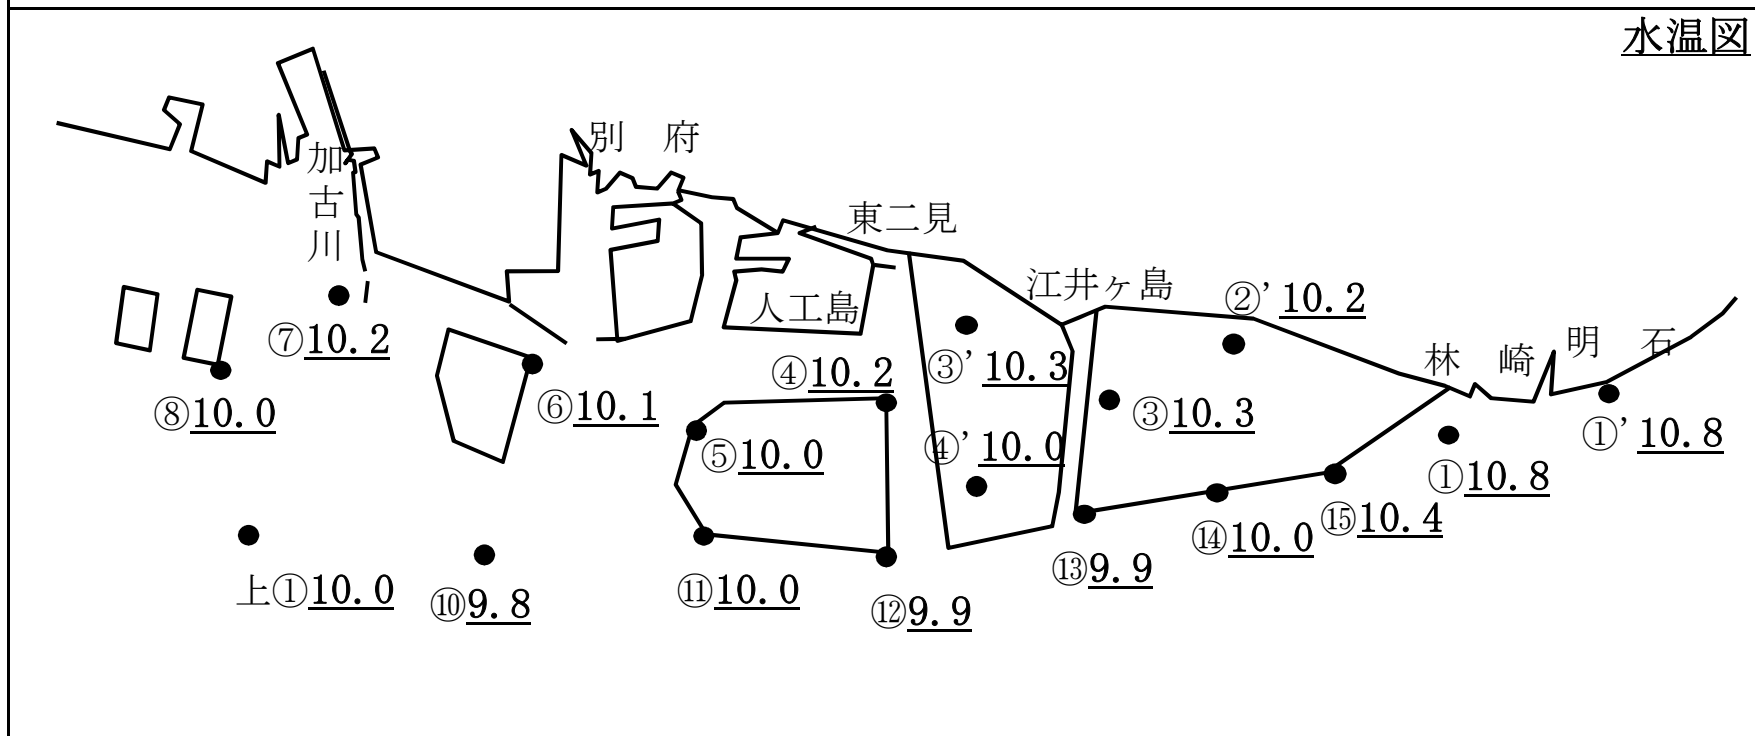 水温図
別　府
加古川
東二見
江井ヶ島
②’10.2
人工島
⑦10.2
③’10.3
林　崎
明　石
④10.2
⑧10.0
⑥10.1
③10.3
①’10.8
⑤10.0
④’10.0
①10.8
⑮10.4
⑭10.0
⑬9.9
上①10.0
⑩9.8
⑪10.0
⑫9.9